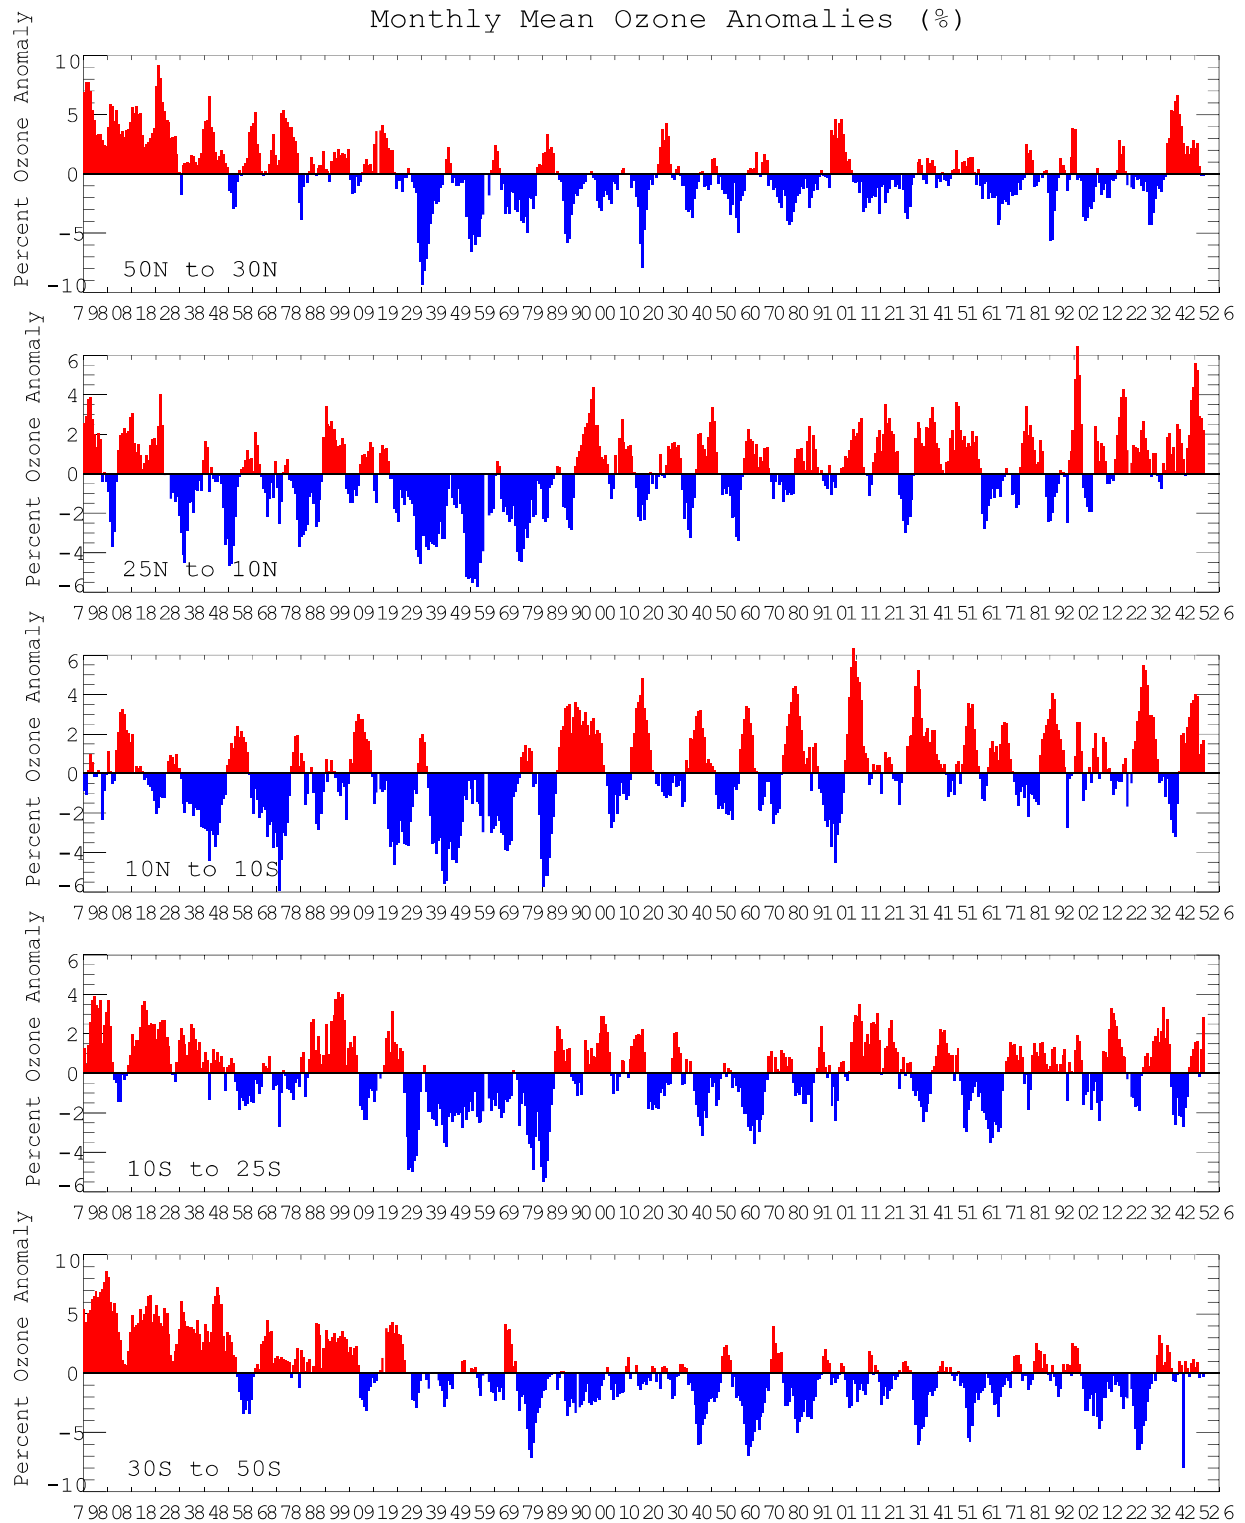 Monthly Mean Ozone Anomalies (%)
Percent Ozone Anomaly
10
5
0
-5
-10
50N to 30N
7 98 08 18 28 38 48 58 68 78 88 99 09 19 29 39 49 59 69 79 89 90 00 10 20 30 40 50 60 70 80 91 01 11 21 31 41 51 61 71 81 92 02 12 22 32 42 52 6
Percent Ozone Anomaly
6
4
2
0
-2
-4
-6
25N to 10N
7 98 08 18 28 38 48 58 68 78 88 99 09 19 29 39 49 59 69 79 89 90 00 10 20 30 40 50 60 70 80 91 01 11 21 31 41 51 61 71 81 92 02 12 22 32 42 52 6
Percent Ozone Anomaly
6
4
2
0
-2
-4
-6
10N to 10S
7 98 08 18 28 38 48 58 68 78 88 99 09 19 29 39 49 59 69 79 89 90 00 10 20 30 40 50 60 70 80 91 01 11 21 31 41 51 61 71 81 92 02 12 22 32 42 52 6
Percent Ozone Anomaly
6
4
2
0
-2
-4
-6
10S to 25S
7 98 08 18 28 38 48 58 68 78 88 99 09 19 29 39 49 59 69 79 89 90 00 10 20 30 40 50 60 70 80 91 01 11 21 31 41 51 61 71 81 92 02 12 22 32 42 52 6
Percent Ozone Anomaly
10
5
0
-5
-10
30S to 50S
7 98 08 18 28 38 48 58 68 78 88 99 09 19 29 39 49 59 69 79 89 90 00 10 20 30 40 50 60 70 80 91 01 11 21 31 41 51 61 71 81 92 02 12 22 32 42 52 6